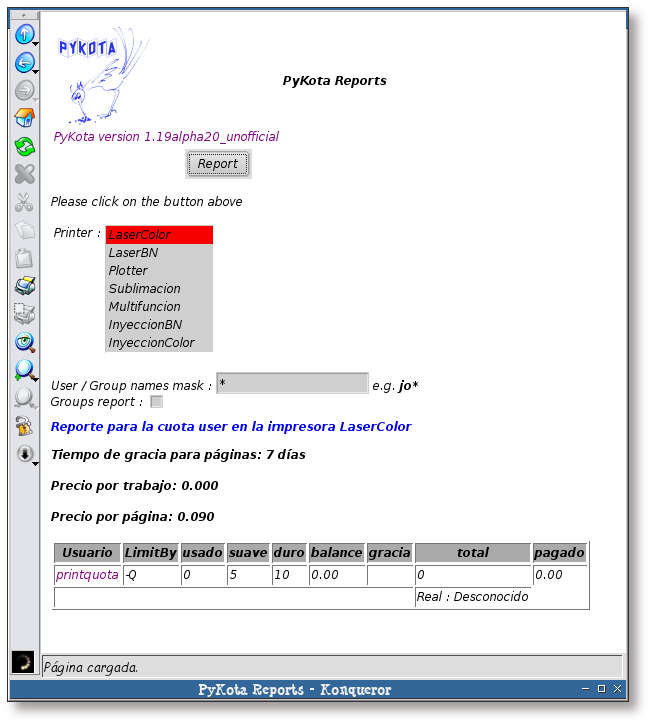 PYKOTA
PyKota Reports
PyKota version 1.19alpha20_unofficial
Report
Please click on the button above
Printer : LaserColor
LaserBN
Plotter
Sublimacion
Multifuncion
InyeccionBN
InyeccionColor
User / Group names mask : * e.g. jo*
Groups report :
Reporte para la cuota user en la impresora LaserColor
Tiempo de gracia para páginas: 7 días
Precio por trabajo: 0.000
Precio por página: 0.090
Usuario LimitBy usado suave duro balance gracia total pagado
printquota -Q 0 5 10 0.00 0 0.00
Real : Desconocido
Página cargada.
PyKota Reports - Konqueror